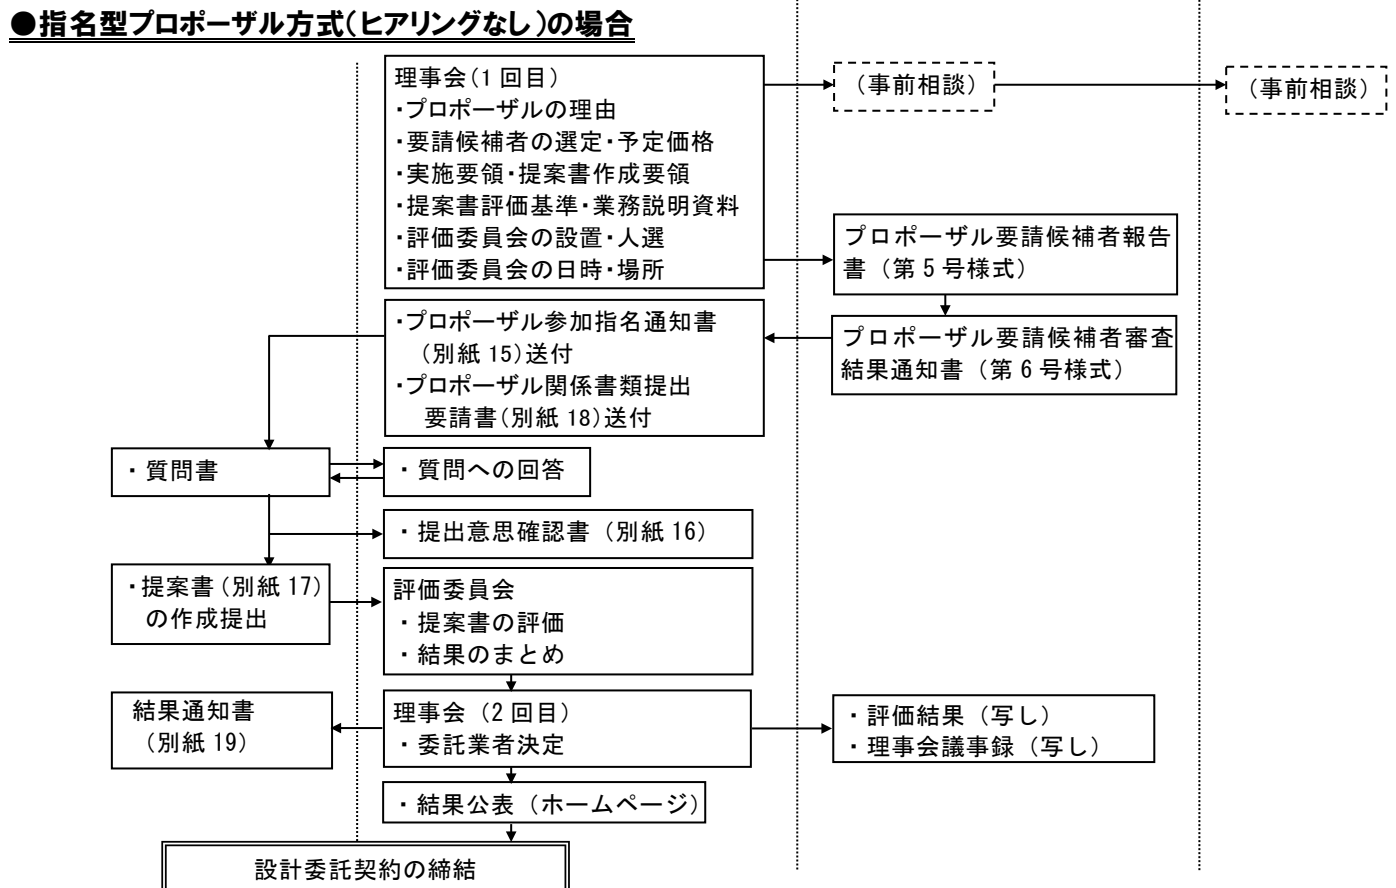 ●指名型プロポーザル方式(ヒアリングなし)の場合
理事会(1回目)
・プロポーザルの理由
・要請候補者の選定・予定価格
・実施要領・提案書作成要領
・提案書評価基準・業務説明資料
・評価委員会の設置・人選
・評価委員会の日時・場所
(事前相談)
(事前相談)
プロポーザル要請候補者報告
書(第5号様式)
・プロポーザル参加指名通知書
(別紙15)送付
・プロポーザル関係書類提出
要請書(別紙18)送付
プロポーザル要請候補者審査
結果通知書(第6号様式)
・質問書
・質問への回答
・提出意思確認書(別紙16)
・提案書(別紙17)
の作成提出
評価委員会
・提案書の評価
・結果のまとめ
結果通知書
(別紙19)
理事会(2回目)
・委託業者決定
・評価結果(写し)
・理事会議事録(写し)
・結果公表(ホームページ)
設計委託契約の締結